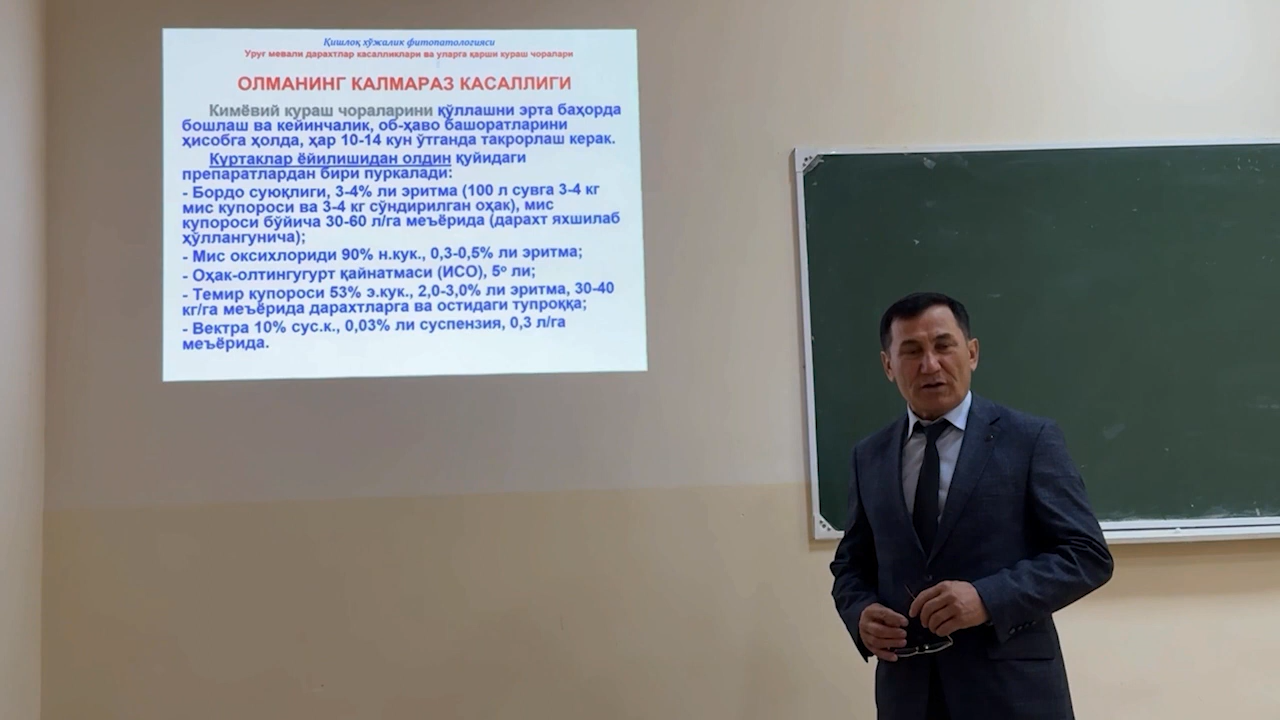 Қишлоқ хўжалик фитопатологияси
Уруғ мевали дарахтлар касалликлари ва уларга қарши кураш чоралари
ОЛМАНИНГ КАЛМАРАЗ КАСАЛЛИГИ
Кимёвий кураш чораларини қўллашни эрта баҳорда
бошлаш ва кейинчалик, об-ҳаво башоратларини
ҳисобга ҳолда, ҳар 10-14 кун ўтганда такрорлаш керак.
Куртаклар ёйилишидан олдин қуйидаги
препаратлардан бири пуркалади:
- Бордо суюқлиги, 3-4% ли эритма (100 л сувга 3-4 кг
мис купороси ва 3-4 кг сўндирилган оҳак), мис
купороси бўйича 30-60 л/га меъёрида (дарахт яхшилаб
ҳўллангунича);
- Мис оксихлориди 90% н.кук., 0,3-0,5% ли эритма;
- Оҳак-олтингугурт қайнатмаси (ИСО), 5º ли;
- Темир купороси 53% э.кук., 2,0-3,0% ли эритма, 30-40
кг/га меъёрида дарахтларга ва остидаги тупроққа;
- Вектра 10% сус.к., 0,03% ли суспензия, 0,3 л/га
меъёрида.